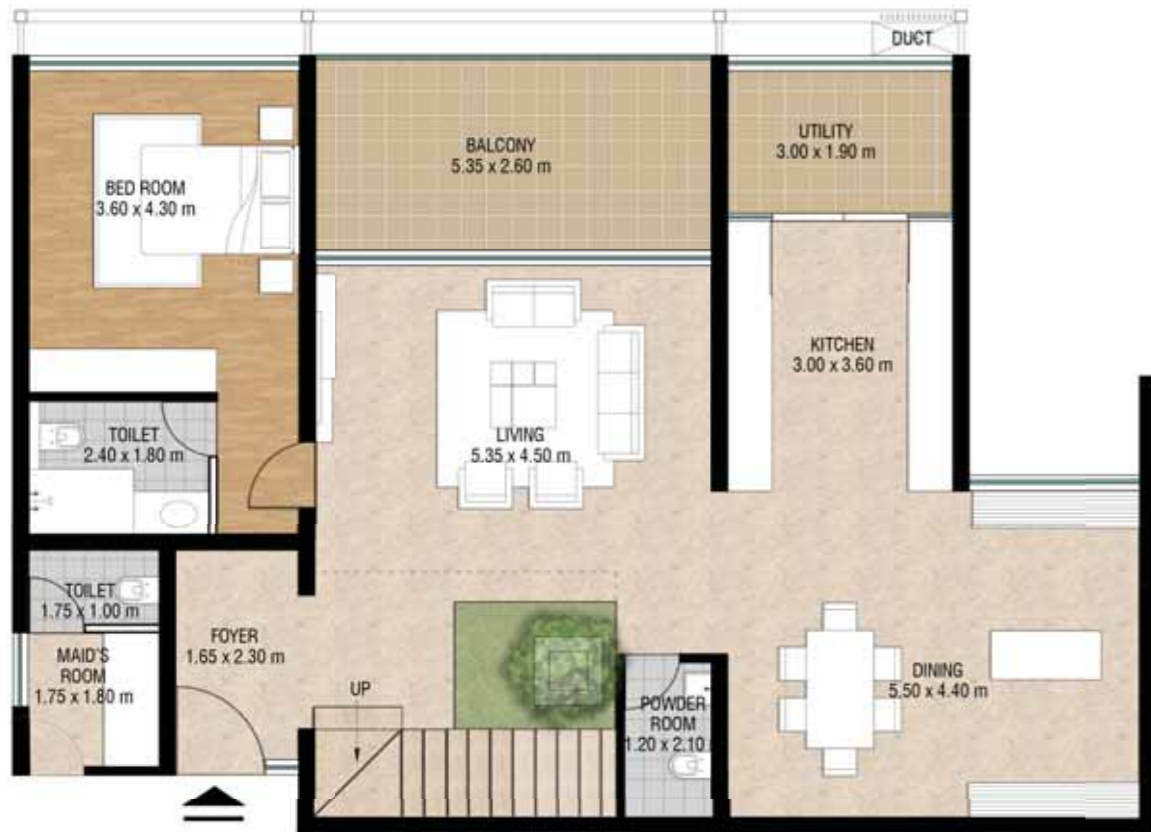 DUCT
BED ROOM
3.60 x 4.30 m
BALCONY
5.35 x 2.60 m
UTILITY
3.00 x 1.90 m
KITCHEN
3.00 x 3.60 m
TOILET
2.40 x 1.80 m
LIVING
5.35 x 4.50 m
TOILET
1.75 x 1.00 m
MAID'S
ROOM
1.75 x 1.80 m
FOYER
1.65 x 2.30 m
UP
POWDER
ROOM
1.20 x 2.10 m
DINING
5.50 x 4.40 m